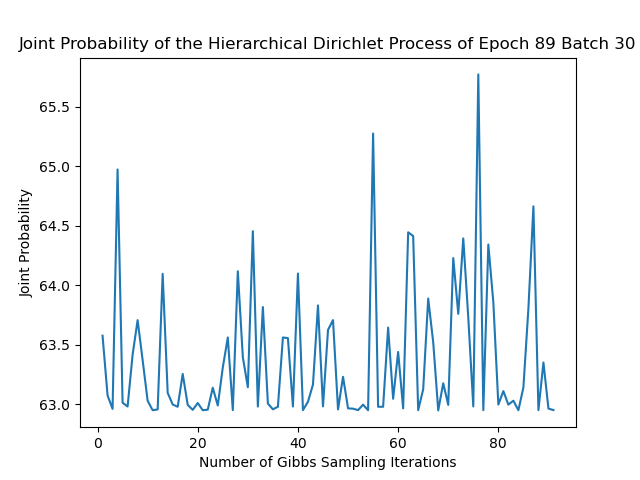 Joint Probability of the Hierarchical Dirichlet Process of Epoch 89 Batch 30
65.5
65.0
64.5
64.0
63.5
63.0
Joint Probability
0 20 40 60 80
Number of Gibbs Sampling Iterations